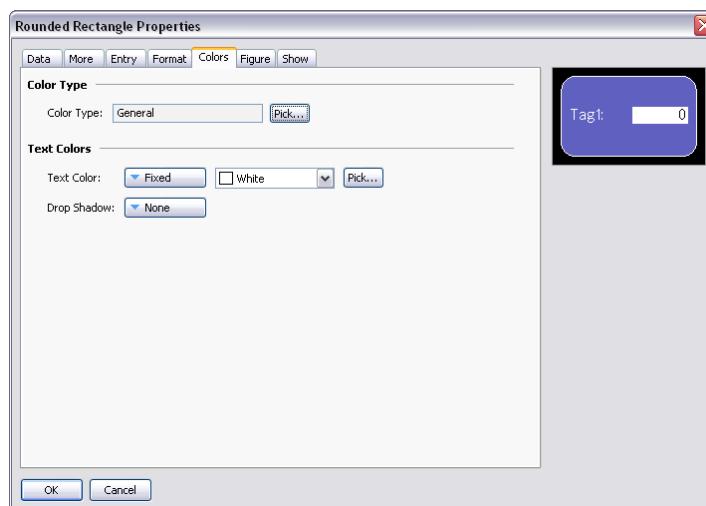 Rounded Rectangle Properties
Data More Entry Format Colors Figure Show
Color Type
Color Type: General Pick...
Text Colors
Text Color: Fixed White Pick...
Drop Shadow: None
Tag1: 0
OK Cancel